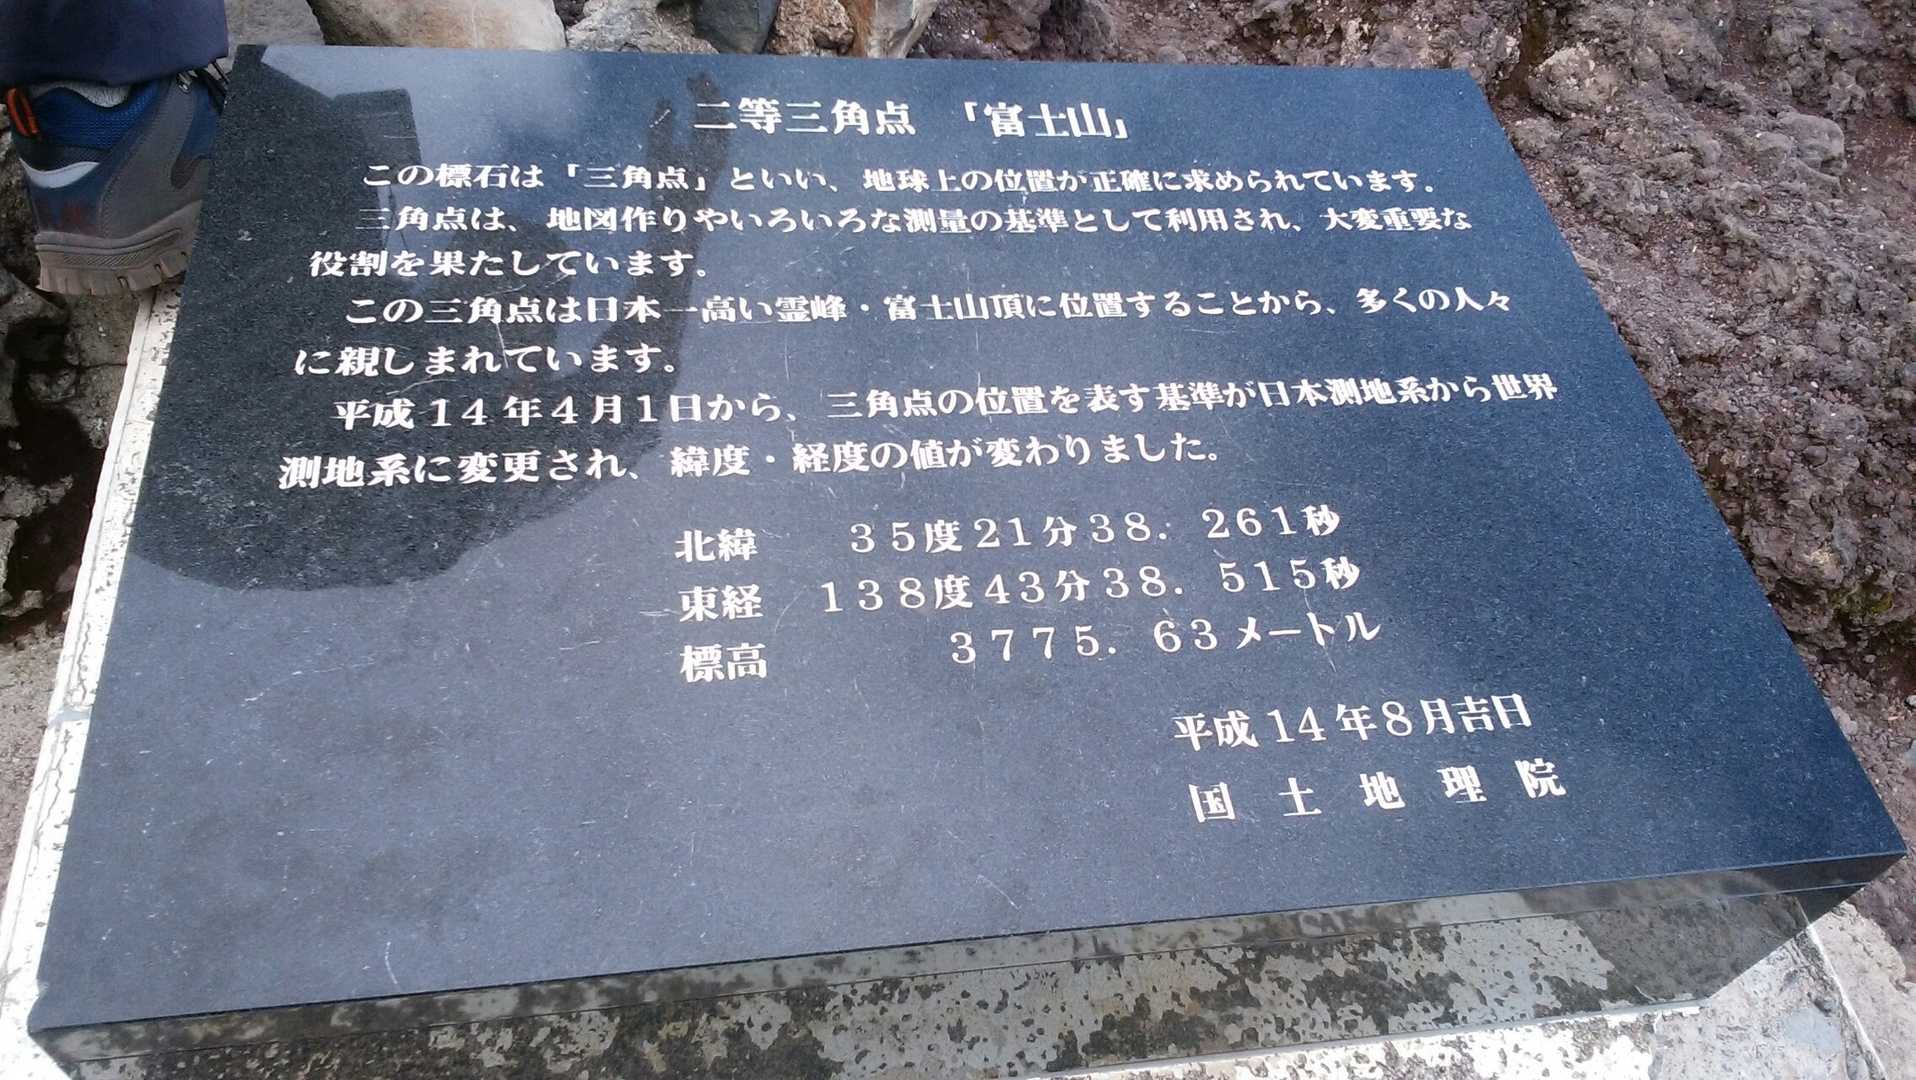 二等三角点 「富士山」
この標石は「三角点」といい、地球上の位置が正確に求められています。
三角点は、地図作りやいろいろな測量の基準として利用され、大変重要な
役割を果たしています。
この三角点は日本一高い霊峰・富士山頂に位置することから、多くの人々
に親しまれています。
平成14年4月1日から、三角点の位置を表す基準が日本測地系から世界
測地系に変更され、緯度・経度の値が変わりました。
北緯 35度21分38.261秒
東経 138度43分38.515秒
標高 3775.63メートル
平成14年8月吉日
国土地理院